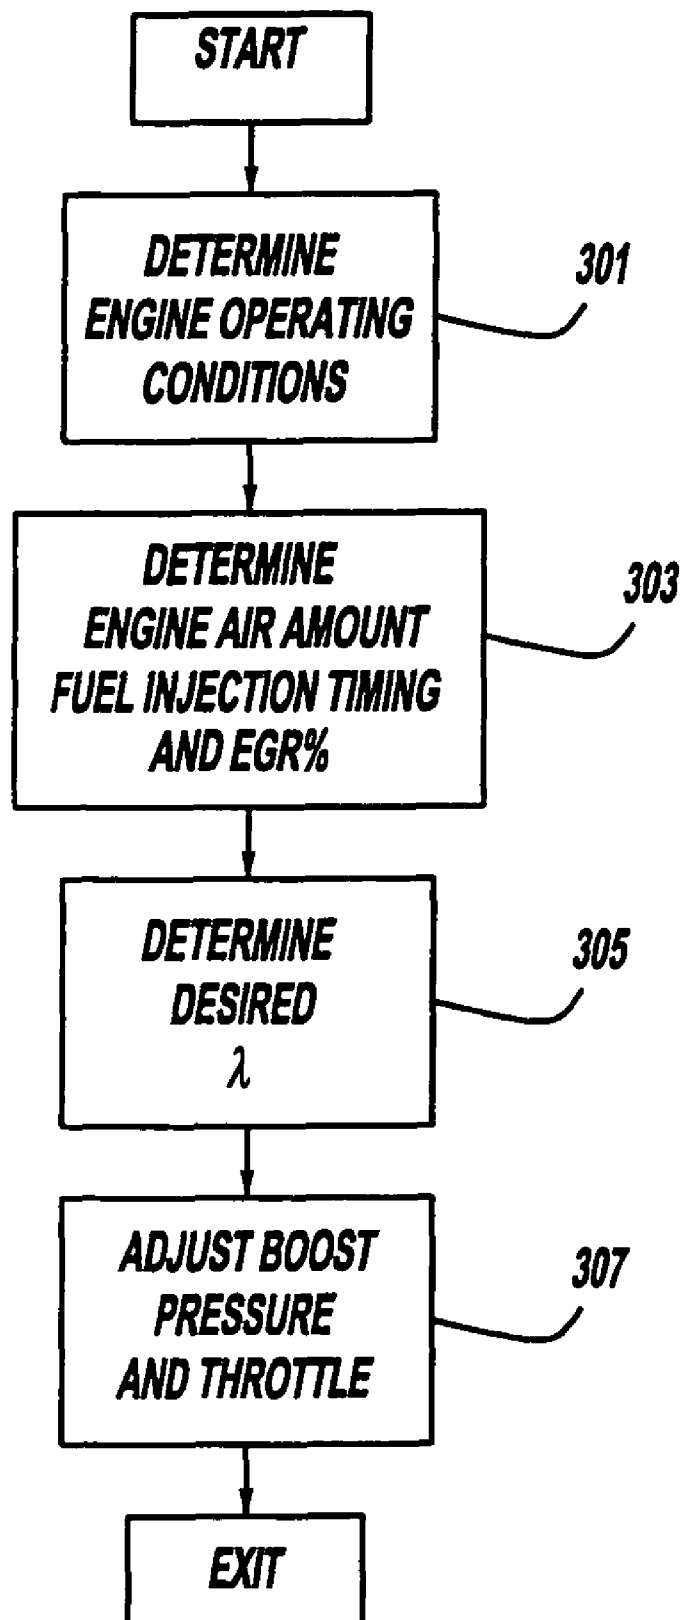 START
DETERMINE
ENGINE OPERATING
CONDITIONS
301
DETERMINE
ENGINE AIR AMOUNT
FUEL INJECTION TIMING
AND EGR%
303
DETERMINE
DESIRED
λ
305
ADJUST BOOST
PRESSURE
AND THROTTLE
307
EXIT